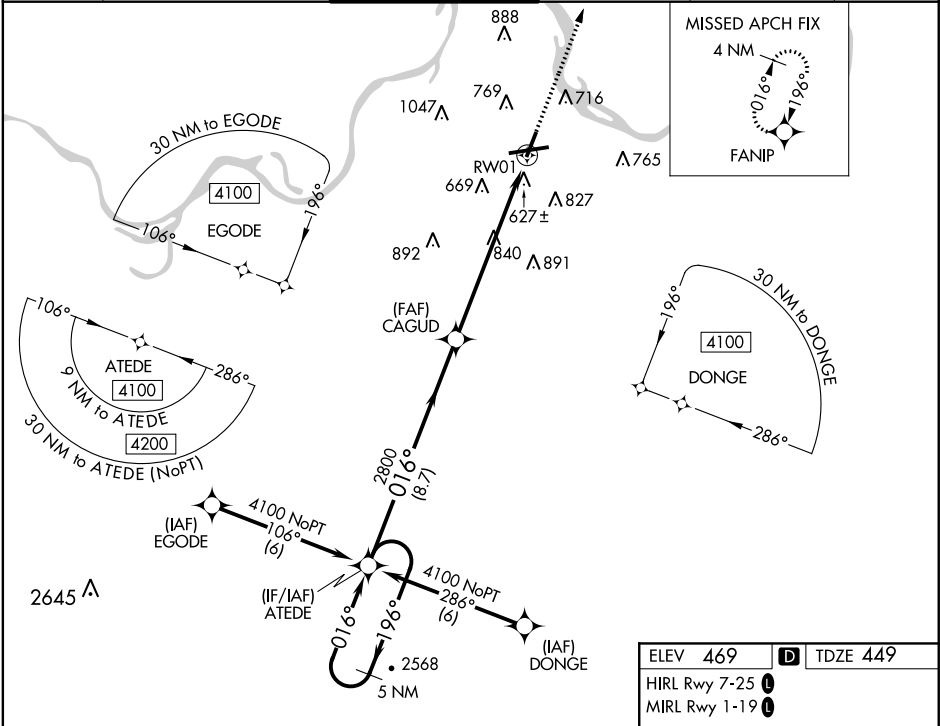 888
769
1047
716
RW01
765
669
627±
827
892
840
891
MISSED APCH FIX
4 NM
016°
196°
FANIP
30 NM to EGODE
4100
EGODE
106°
196°
106°
ATEDE
4100
286°
9 NM to ATEDE
4200
30 NM to ATEDE (NoPT)
30 NM to DONGE
196°
4100
DONGE
286°
(FAF)
CAGUD
2800
016°
(8.7)
(IAF)
EGODE
4100 NoPT
106°
(6)
(IF/IAF)
ATEDE
4100 NoPT
286°
(6)
(IAF)
DONGE
016°
196°
2568
5 NM
2645
ELEV 469 D TDZE 449
HIRL Rwy 7-25 L
MIRL Rwy 1-19 L